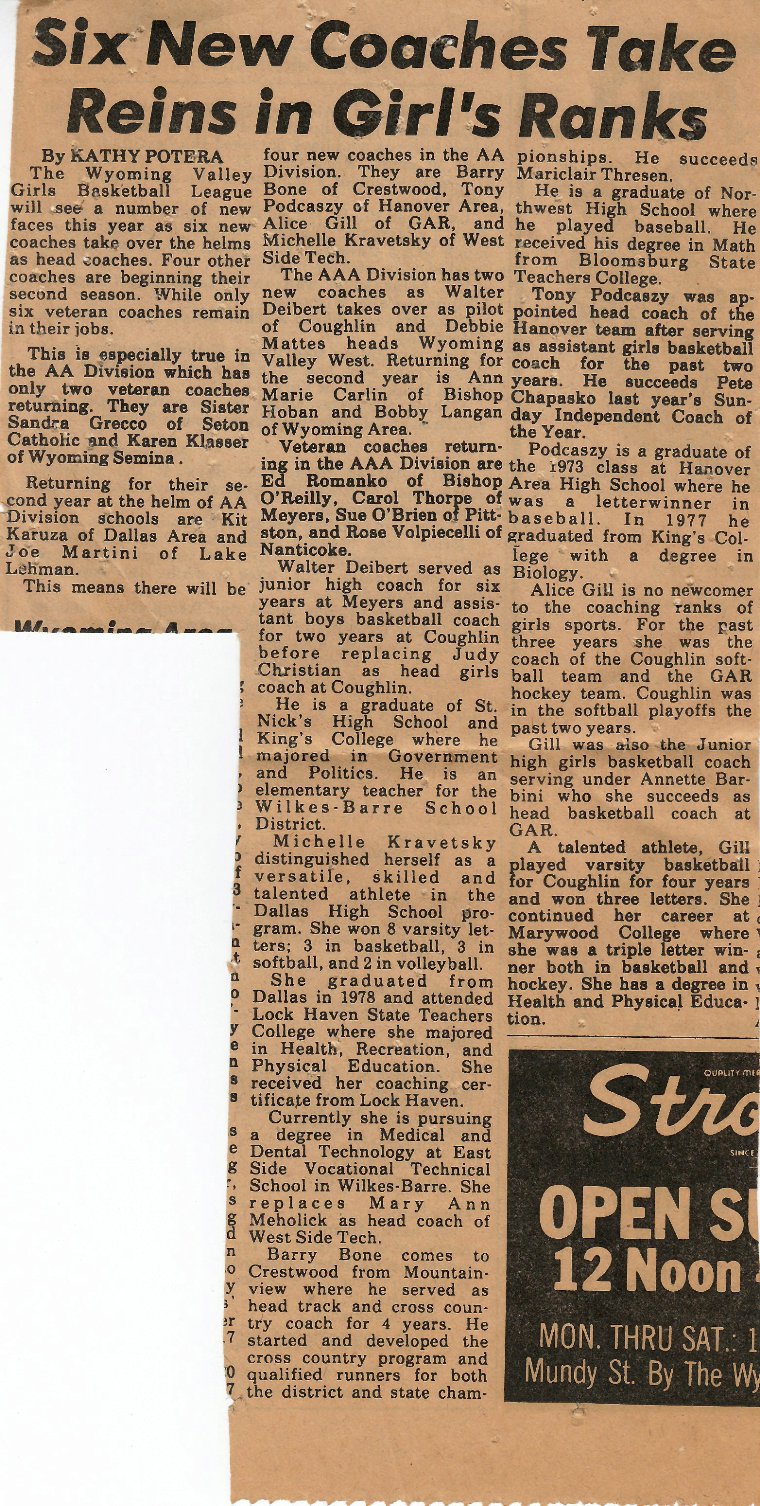 Six New Coaches Take
Reins in Girl's Ranks
By KATHY POTERA
The Wyoming Valley
Girls Basketball League
will see a number of new
faces this year as six new
coaches take over the helms
as head coaches. Four other
coaches are beginning their
second season. While only
six veteran coaches remain
in their jobs.
This is especially true in
the AA Division which has
only two veteran coaches
returning. They are Sister
Sandra Grecco of Seton
Catholic and Karen Klasser
of Wyoming Semina .
Returning for their se-
cond year at the helm of AA
Division schools are Kit
Karuza of Dallas Area and
Joe Martini of Lake
Lehman.
This means there will be
Wyoming Area
four new coaches in the AA
Division. They are Barry
Bone of Crestwood, Tony
Podcaszy of Hanover Area,
Alice Gill of GAR, and
Michelle Kravetsky of West
Side Tech.
The AAA Division has two
new coaches as Walter
Deibert takes over as pilot
of Coughlin and Debbie
Mattes heads Wyoming
Valley West. Returning for
the second year is Ann
Marie Carlin of Bishop
Hoban and Bobby Langan
of Wyoming Area.
Veteran coaches return-
ing in the AAA Division are
Ed Romanko of Bishop
O'Reilly, Carol Thorpe of
Meyers, Sue O'Brien of Pitt-
ston, and Rose Volpiecelli of
Nanticoke.
Walter Deibert served as
junior high coach for six
years at Meyers and assis-
tant boys basketball coach
for two years at Coughlin
before replacing Judy
Christian as head girls
coach at Coughlin.
He is a graduate of St.
Nick's High School and
King's College where he
majored in Government
and Politics. He is an
elementary teacher for the
Wilkes-Barre School
District.
Michelle Kravetsky
distinguished herself as a
versatile, skilled and
talented athlete in the
Dallas High School pro-
gram. She won 8 varsity let-
ters; 3 in basketball, 3 in
softball, and 2 in volleyball.
She graduated from
Dallas in 1978 and attended
Lock Haven State Teachers
College where she majored
in Health, Recreation, and
Physical Education. She
received her coaching cer-
tificate from Lock Haven.
Currently she is pursuing
a degree in Medical and
Dental Technology at East
Side Vocational Technical
School in Wilkes-Barre. She
replaces Mary Ann
Meholick as head coach of
West Side Tech.
Barry Bone comes to
Crestwood from Mountain-
view where he served as
head track and cross coun-
try coach for 4 years. He
started and developed the
cross country program and
qualified runners for both
the district and state cham-
pionships. He succeeds
Mariclair Thresen.
He is a graduate of Nor-
thwest High School where
he played baseball. He
received his degree in Math
from Bloomsburg State
Teachers College.
Tony Podcaszy was ap-
pointed head coach of the
Hanover team after serving
as assistant girls basketball
coach for the past two
years. He succeeds Pete
Chapasko last year's Sun-
day Independent Coach of
the Year.
Podcaszy is a graduate of
the 1973 class at Hanover
Area High School where he
was a letterwinner in
baseball. In 1977 he
graduated from King's Col-
lege with a degree in
Biology.
Alice Gill is no newcomer
to the coaching ranks of
girls sports. For the past
three years she was the
coach of the Coughlin soft-
ball team and the GAR
hockey team. Coughlin was
in the softball playoffs the
past two years.
Gill was also the Junior
high girls basketball coach
serving under Annette Bar-
bini who she succeeds as
head basketball coach at
GAR.
A talented athlete, Gill
played varsity basketball
for Coughlin for four years
and won three letters. She
continued her career at
Marywood College where
she was a triple letter win-
ner both in basketball and
hockey. She has a degree in
Health and Physical Educa-
tion.
QUALITY
SINCE
OPEN
12 Noon
MON. THRU SAT.: 1
Mundy St. By The Wy